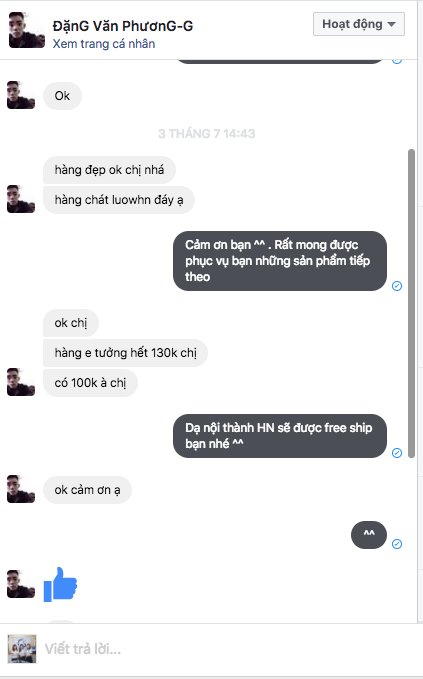 ĐặnG Văn PhươnG-G
Hoạt động
Xem trang cá nhân
Ok
3 THÁNG 7 14:43
hàng đẹp ok chị nhá
hàng chát luowhn đáy ạ
Cảm ơn bạn ^^ . Rất mong được
phục vụ bạn những sản phẩm tiếp
theo
ok chị
hàng e tưởng hết 130k chị
có 100k à chị
Dạ nội thành HN sẽ được free ship
bạn nhé ^^
ok cảm ơn ạ
^^
Viết trả lời...